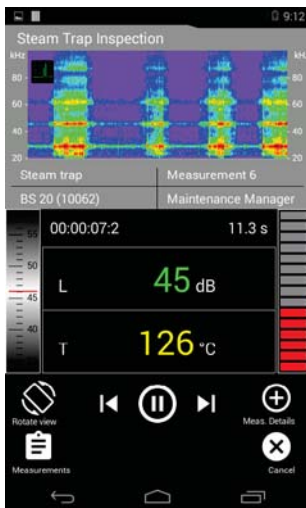 9:12
Steam Trap Inspection
kHz kHz
80 80
60 60
40 40
20 20
Steam trap Measurement 6
BS 20 (10062) Maintenance Manager
00:00:07:2 11.3 s
55
50
45
40
L 45 dB
T 126 °C
Rotate view
Meas. Details
Measurements
Cancel